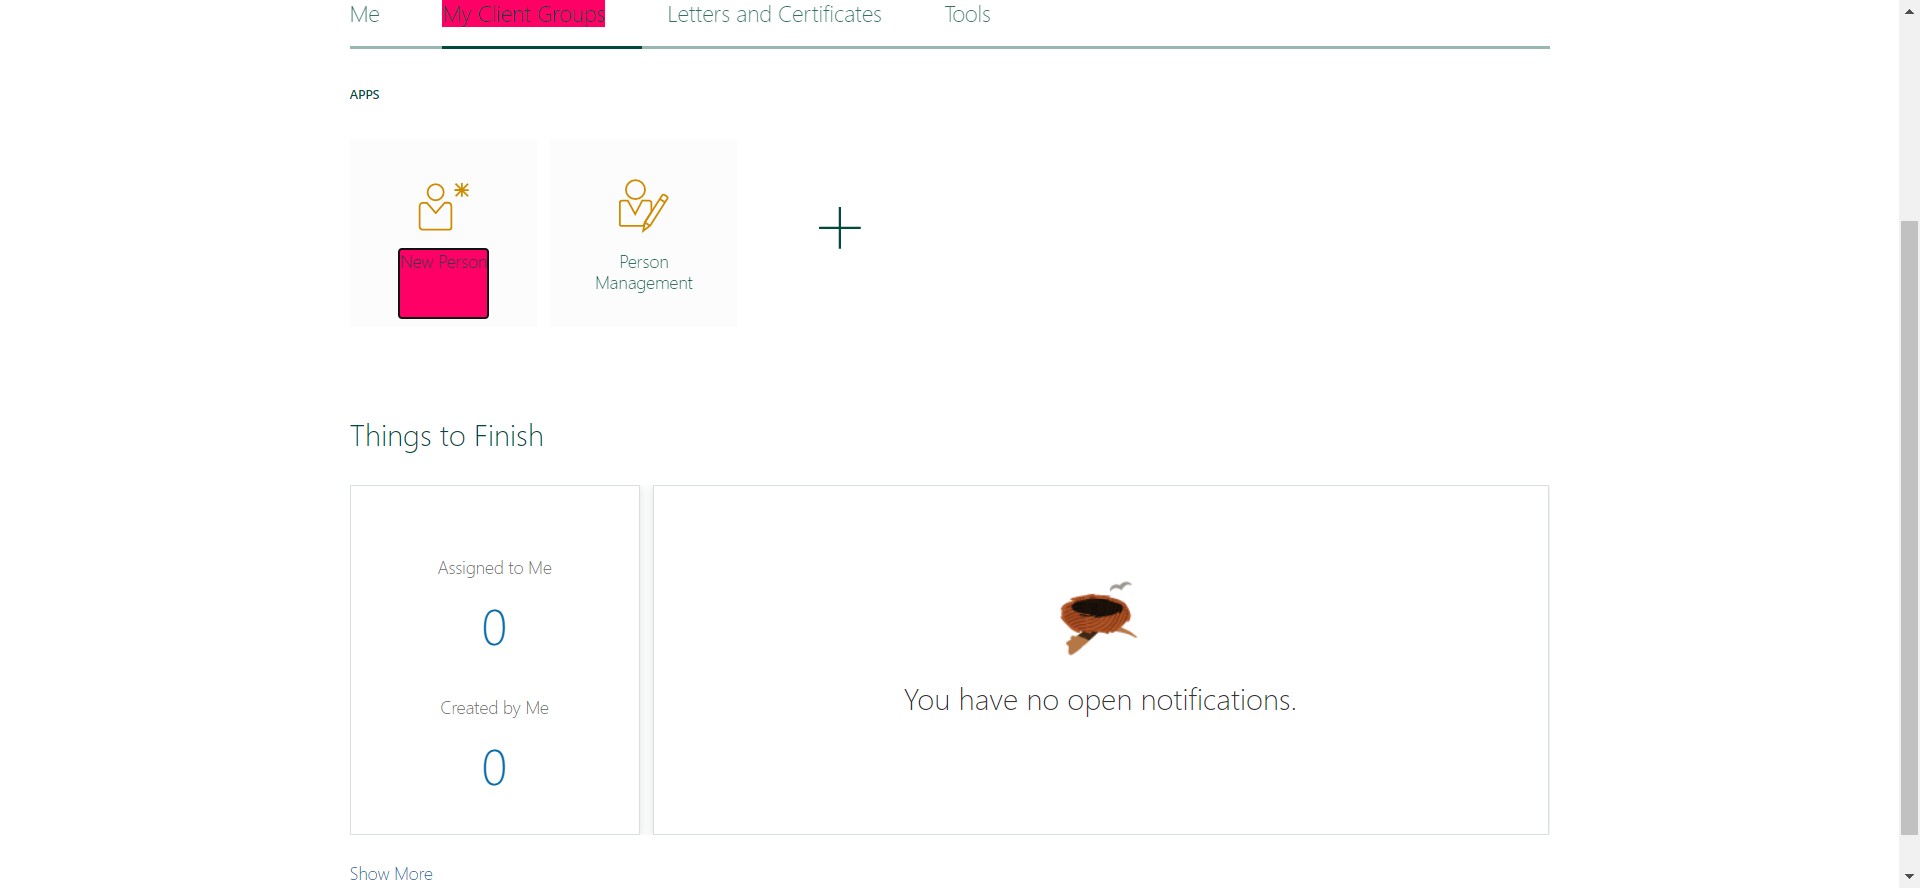 Me
My Client Groups
Letters and Certificates
Tools
APPS
New Person
Person
Management
Things to Finish
Assigned to Me
0
Created by Me
0
You have no open notifications.
Show More